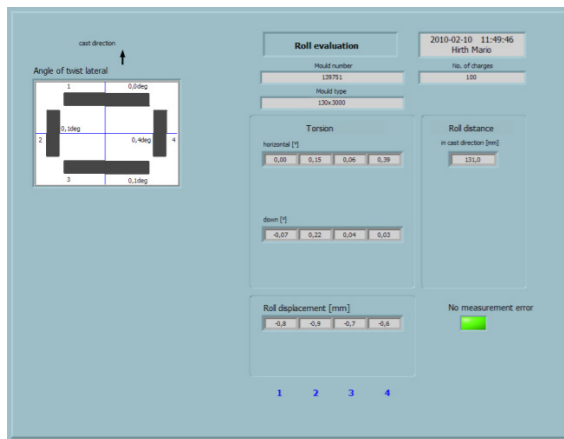 cast direction
Angle of twist lateral
1 0,0deg
0,1deg
2 0,4deg 4
3 0,1deg
Roll evaluation
2010-02-10 11:49:46
Hirth Mario
Mould number
139751
No. of charges
100
Mould type
130x3000
Torsion
horizontal [°]
0,00 0,15 0,06 0,39
down [°]
-0,07 0,22 0,04 0,03
Roll distance
in cast direction [mm]
131,0
Roll displacement [mm]
-0,8 -0,9 -0,7 -0,6
No measurement error
1 2 3 4